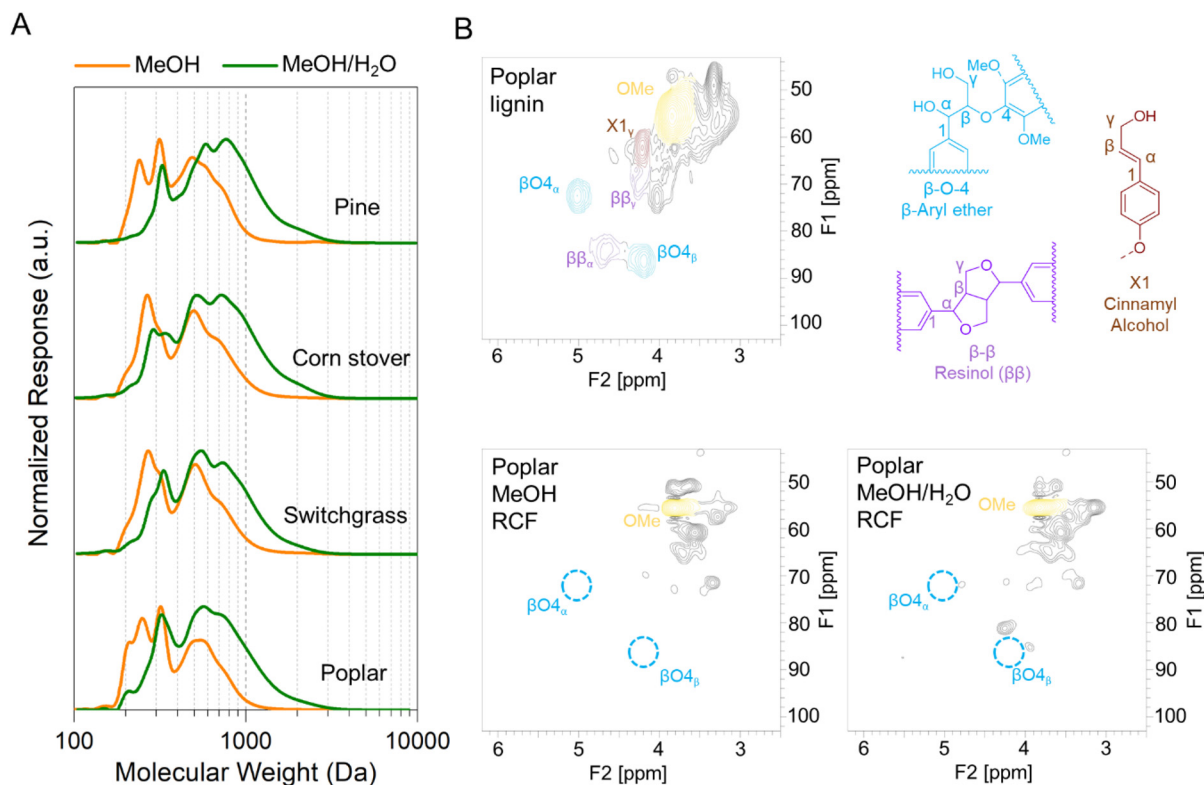 A
MeOH
MeOH/H₂O
Normalized Response (a.u.)
Pine
Corn stover
Switchgrass
Poplar
100
1000
10000
Molecular Weight (Da)
B
Poplar
lignin
OMe
X1γ
βO4α
ββγ
ββα
βO4β
50
60
70
80
90
100
F1 [ppm]
6
5
4
3
F2 [ppm]
HO
γ
MeO
HO
α
β
O
4
1
OMe
β-O-4
β-Aryl ether
γ
O
β
α
1
O
β-β
Resinol (ββ)
OH
γ
β
α
1
O
X1
Cinnamyl
Alcohol
Poplar
MeOH
RCF
OMe
βO4α
βO4β
50
60
70
80
90
100
F1 [ppm]
6
5
4
3
F2 [ppm]
Poplar
MeOH/H₂O
RCF
OMe
βO4α
βO4β
50
60
70
80
90
100
F1 [ppm]
6
5
4
3
F2 [ppm]